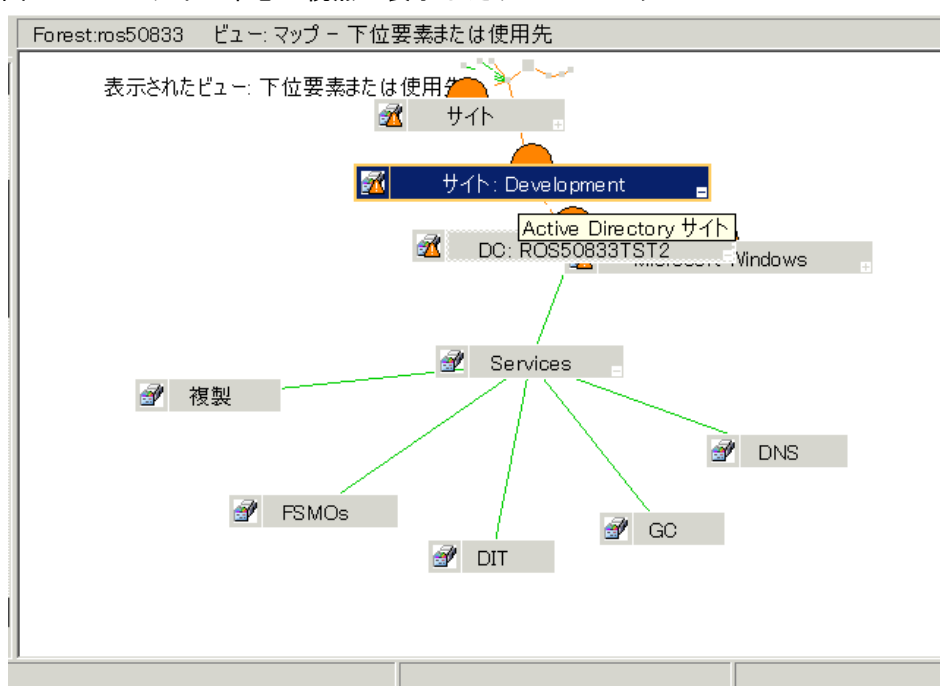 Forest:ros50833 ビュー: マップ - 下位要素または使用先
表示されたビュー: 下位要素または使用先
サイト
サイト: Development
Active Directory サイト
DC: ROS50833TST2
Windows
Services
複製
DNS
FSMOs
GC
DIT